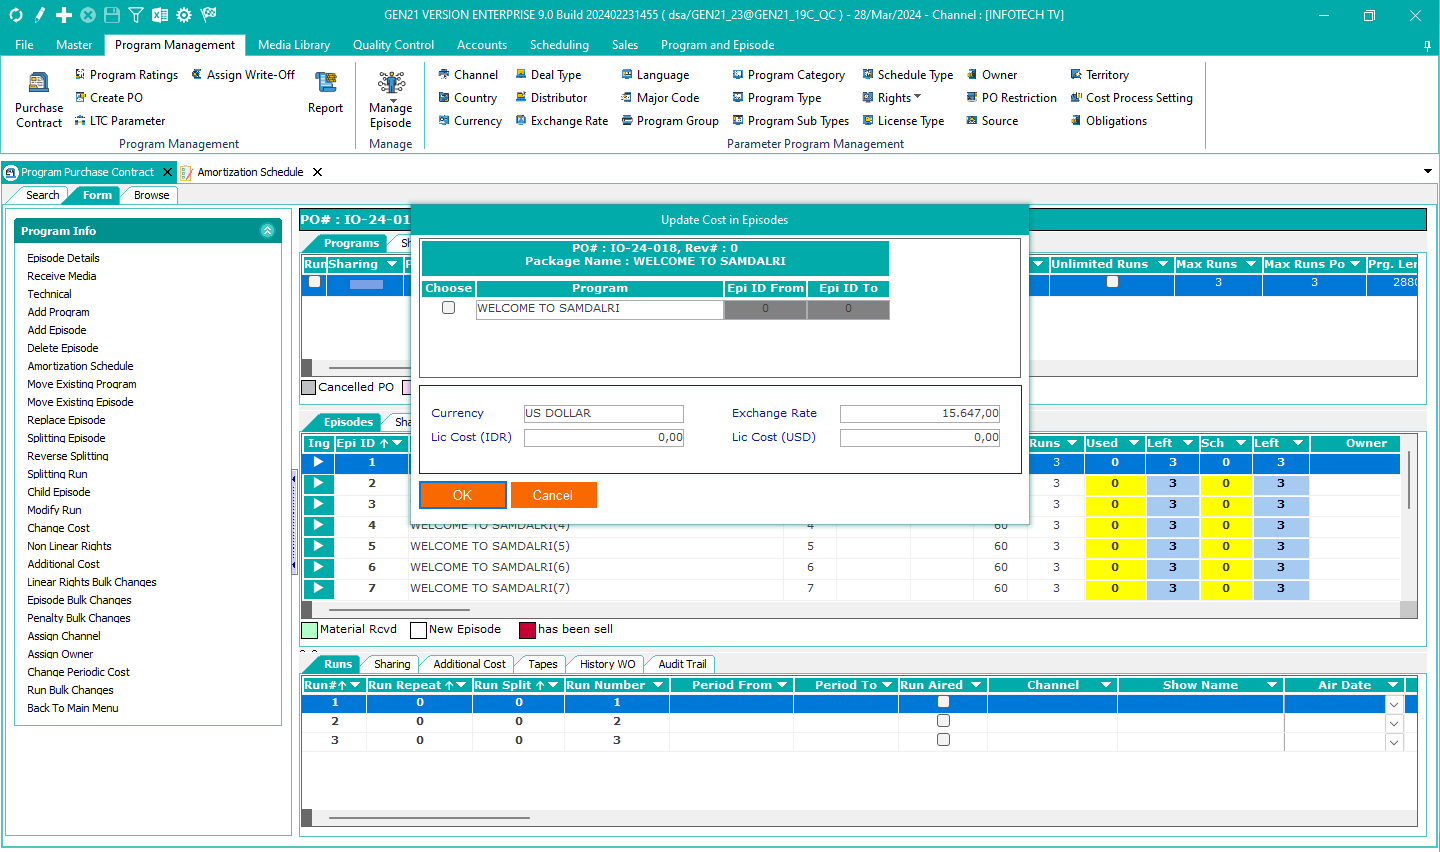 GEN21 VERSION ENTERPRISE 9.0 Build 202402231455 ( dsa/GEN21_23@GEN21_19C_QC ) - 28/Mar/2024 - Channel : [INFOTECH TV]
File Master Program Management Media Library Quality Control Accounts Scheduling Sales Program and Episode
Program Ratings Assign Write-Off Channel Deal Type Language Program Category Schedule Type Owner Territory
Create PO Country Distributor Major Code Program Type Rights PO Restriction Cost Process Setting
LTC Parameter Currency Exchange Rate Program Group Program Sub Types License Type Source Obligations
Purchase Contract
Report
Manage Episode
Program Management Manage Parameter Program Management
Program Purchase Contract Amortization Schedule
Search Form Browse
Program Info
Episode Details
Receive Media
Technical
Add Program
Add Episode
Delete Episode
Amortization Schedule
Move Existing Program
Move Existing Episode
Replace Episode
Splitting Episode
Reverse Splitting
Splitting Run
Child Episode
Modify Run
Change Cost
Non Linear Rights
Additional Cost
Linear Rights Bulk Changes
Episode Bulk Changes
Penalty Bulk Changes
Assign Channel
Assign Owner
Change Periodic Cost
Run Bulk Changes
Back To Main Menu
PO# : IO-24-01
Programs Sh
Run Sharing P Unlimited Runs Max Runs Max Runs Po Prg. Len
3 3 2880
Cancelled PO
Update Cost in Episodes
PO# : IO-24-018, Rev# : 0
Package Name : WELCOME TO SAMDALRI
Choose Program Epi ID From Epi ID To
WELCOME TO SAMDALRI 0 0
Currency US DOLLAR Exchange Rate 15.647,00
Lic Cost (IDR) 0,00 Lic Cost (USD) 0,00
OK Cancel
Episodes Sha
Ing Epi ID Runs Used Left Sch Left Owner
1 3 0 3 0 3
2 3 0 3 0 3
3 3 0 3 0 3
4 WELCOME TO SAMDALRI(4) 4 60 3 0 3 0 3
5 WELCOME TO SAMDALRI(5) 5 60 3 0 3 0 3
6 WELCOME TO SAMDALRI(6) 6 60 3 0 3 0 3
7 WELCOME TO SAMDALRI(7) 7 60 3 0 3 0 3
Material Rcvd New Episode has been sell
Runs Sharing Additional Cost Tapes History WO Audit Trail
Run# Run Repeat Run Split Run Number Period From Period To Run Aired Channel Show Name Air Date
1 0 0 1
2 0 0 2
3 0 0 3